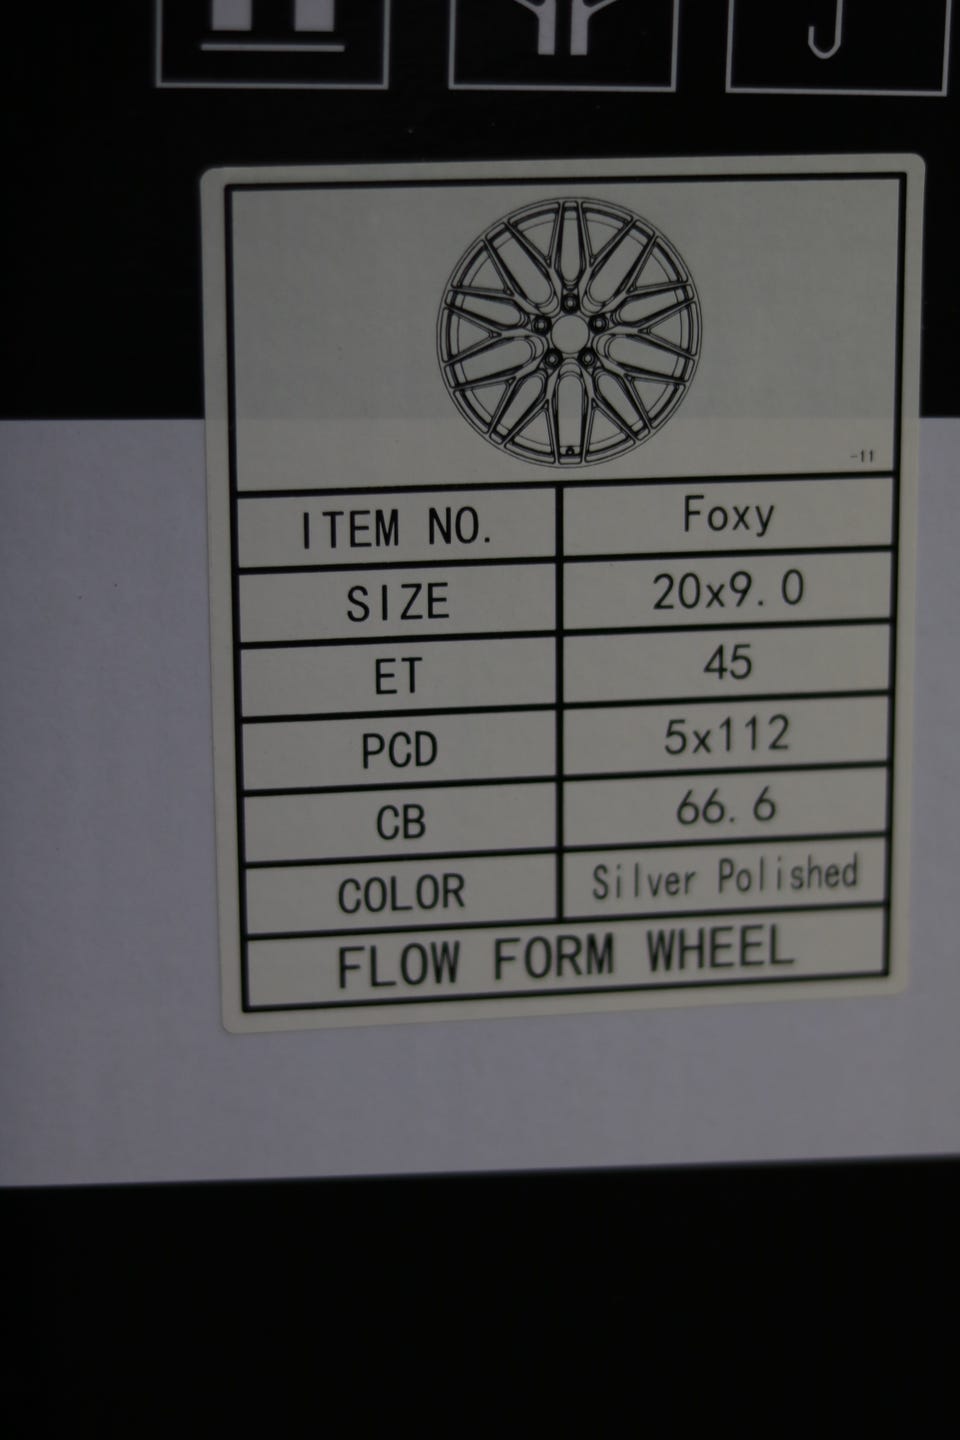 -11
ITEM NO. Foxy
SIZE 20x9.0
ET 45
PCD 5x112
CB 66.6
COLOR Silver Polished
FLOW FORM WHEEL